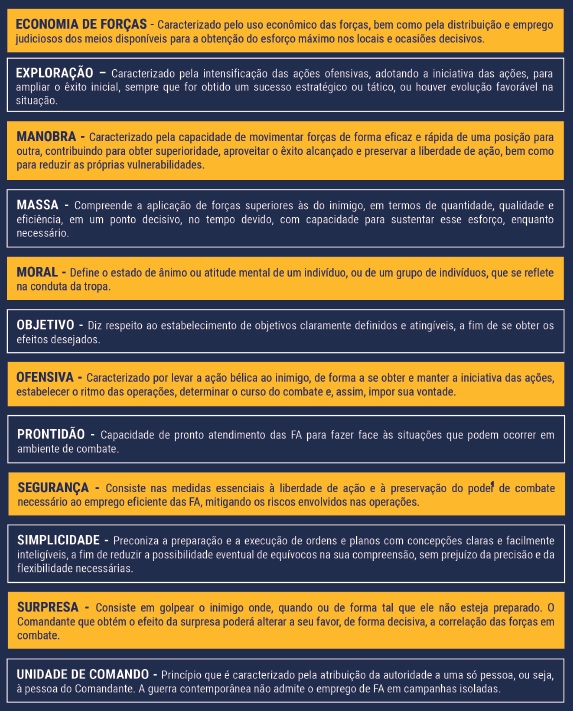 ECONOMIA DE FORÇAS - Caracterizado pelo uso econômico das forças, bem como pela distribuição e emprego
judiciosos dos meios disponíveis para a obtenção do esforço máximo nos locais e ocasiões decisivos.
EXPLORAÇÃO – Caracterizado pela intensificação das ações ofensivas, adotando a iniciativa das ações, para
ampliar o êxito inicial, sempre que for obtido um sucesso estratégico ou tático, ou houver evolução favorável na
situação.
MANOBRA - Caracterizado pela capacidade de movimentar forças de forma eficaz e rápida de uma posição para
outra, contribuindo para obter superioridade, aproveitar o êxito alcançado e preservar a liberdade de ação, bem como
para reduzir as próprias vulnerabilidades.
MASSA - Compreende a aplicação de forças superiores às do inimigo, em termos de quantidade, qualidade e
eficiência, em um ponto decisivo, no tempo devido, com capacidade para sustentar esse esforço, enquanto
necessário.
MORAL - Define o estado de ânimo ou atitude mental de um indivíduo, ou de um grupo de indivíduos, que se reflete
na conduta da tropa.
OBJETIVO - Diz respeito ao estabelecimento de objetivos claramente definidos e atingíveis, a fim de se obter os
efeitos desejados.
OFENSIVA - Caracterizado por levar a ação bélica ao inimigo, de forma a se obter e manter a iniciativa das ações,
estabelecer o ritmo das operações, determinar o curso do combate e, assim, impor sua vontade.
PRONTIDÃO - Capacidade de pronto atendimento das FA para fazer face às situações que podem ocorrer em
ambiente de combate.
SEGURANÇA - Consiste nas medidas essenciais à liberdade de ação e à preservação do poder de combate
necessário ao emprego eficiente das FA, mitigando os riscos envolvidos nas operações.
SIMPLICIDADE - Preconiza a preparação e a execução de ordens e planos com concepções claras e facilmente
inteligíveis, a fim de reduzir a possibilidade eventual de equívocos na sua compreensão, sem prejuízo da precisão e da
flexibilidade necessárias.
SURPRESA - Consiste em golpear o inimigo onde, quando ou de forma tal que ele não esteja preparado. O
Comandante que obtém o efeito da surpresa poderá alterar a seu favor, de forma decisiva, a correlação das forças em
combate.
UNIDADE DE COMANDO - Princípio que é caracterizado pela atribuição da autoridade a uma só pessoa, ou seja,
à pessoa do Comandante. A guerra contemporânea não admite o emprego de FA em campanhas isoladas.